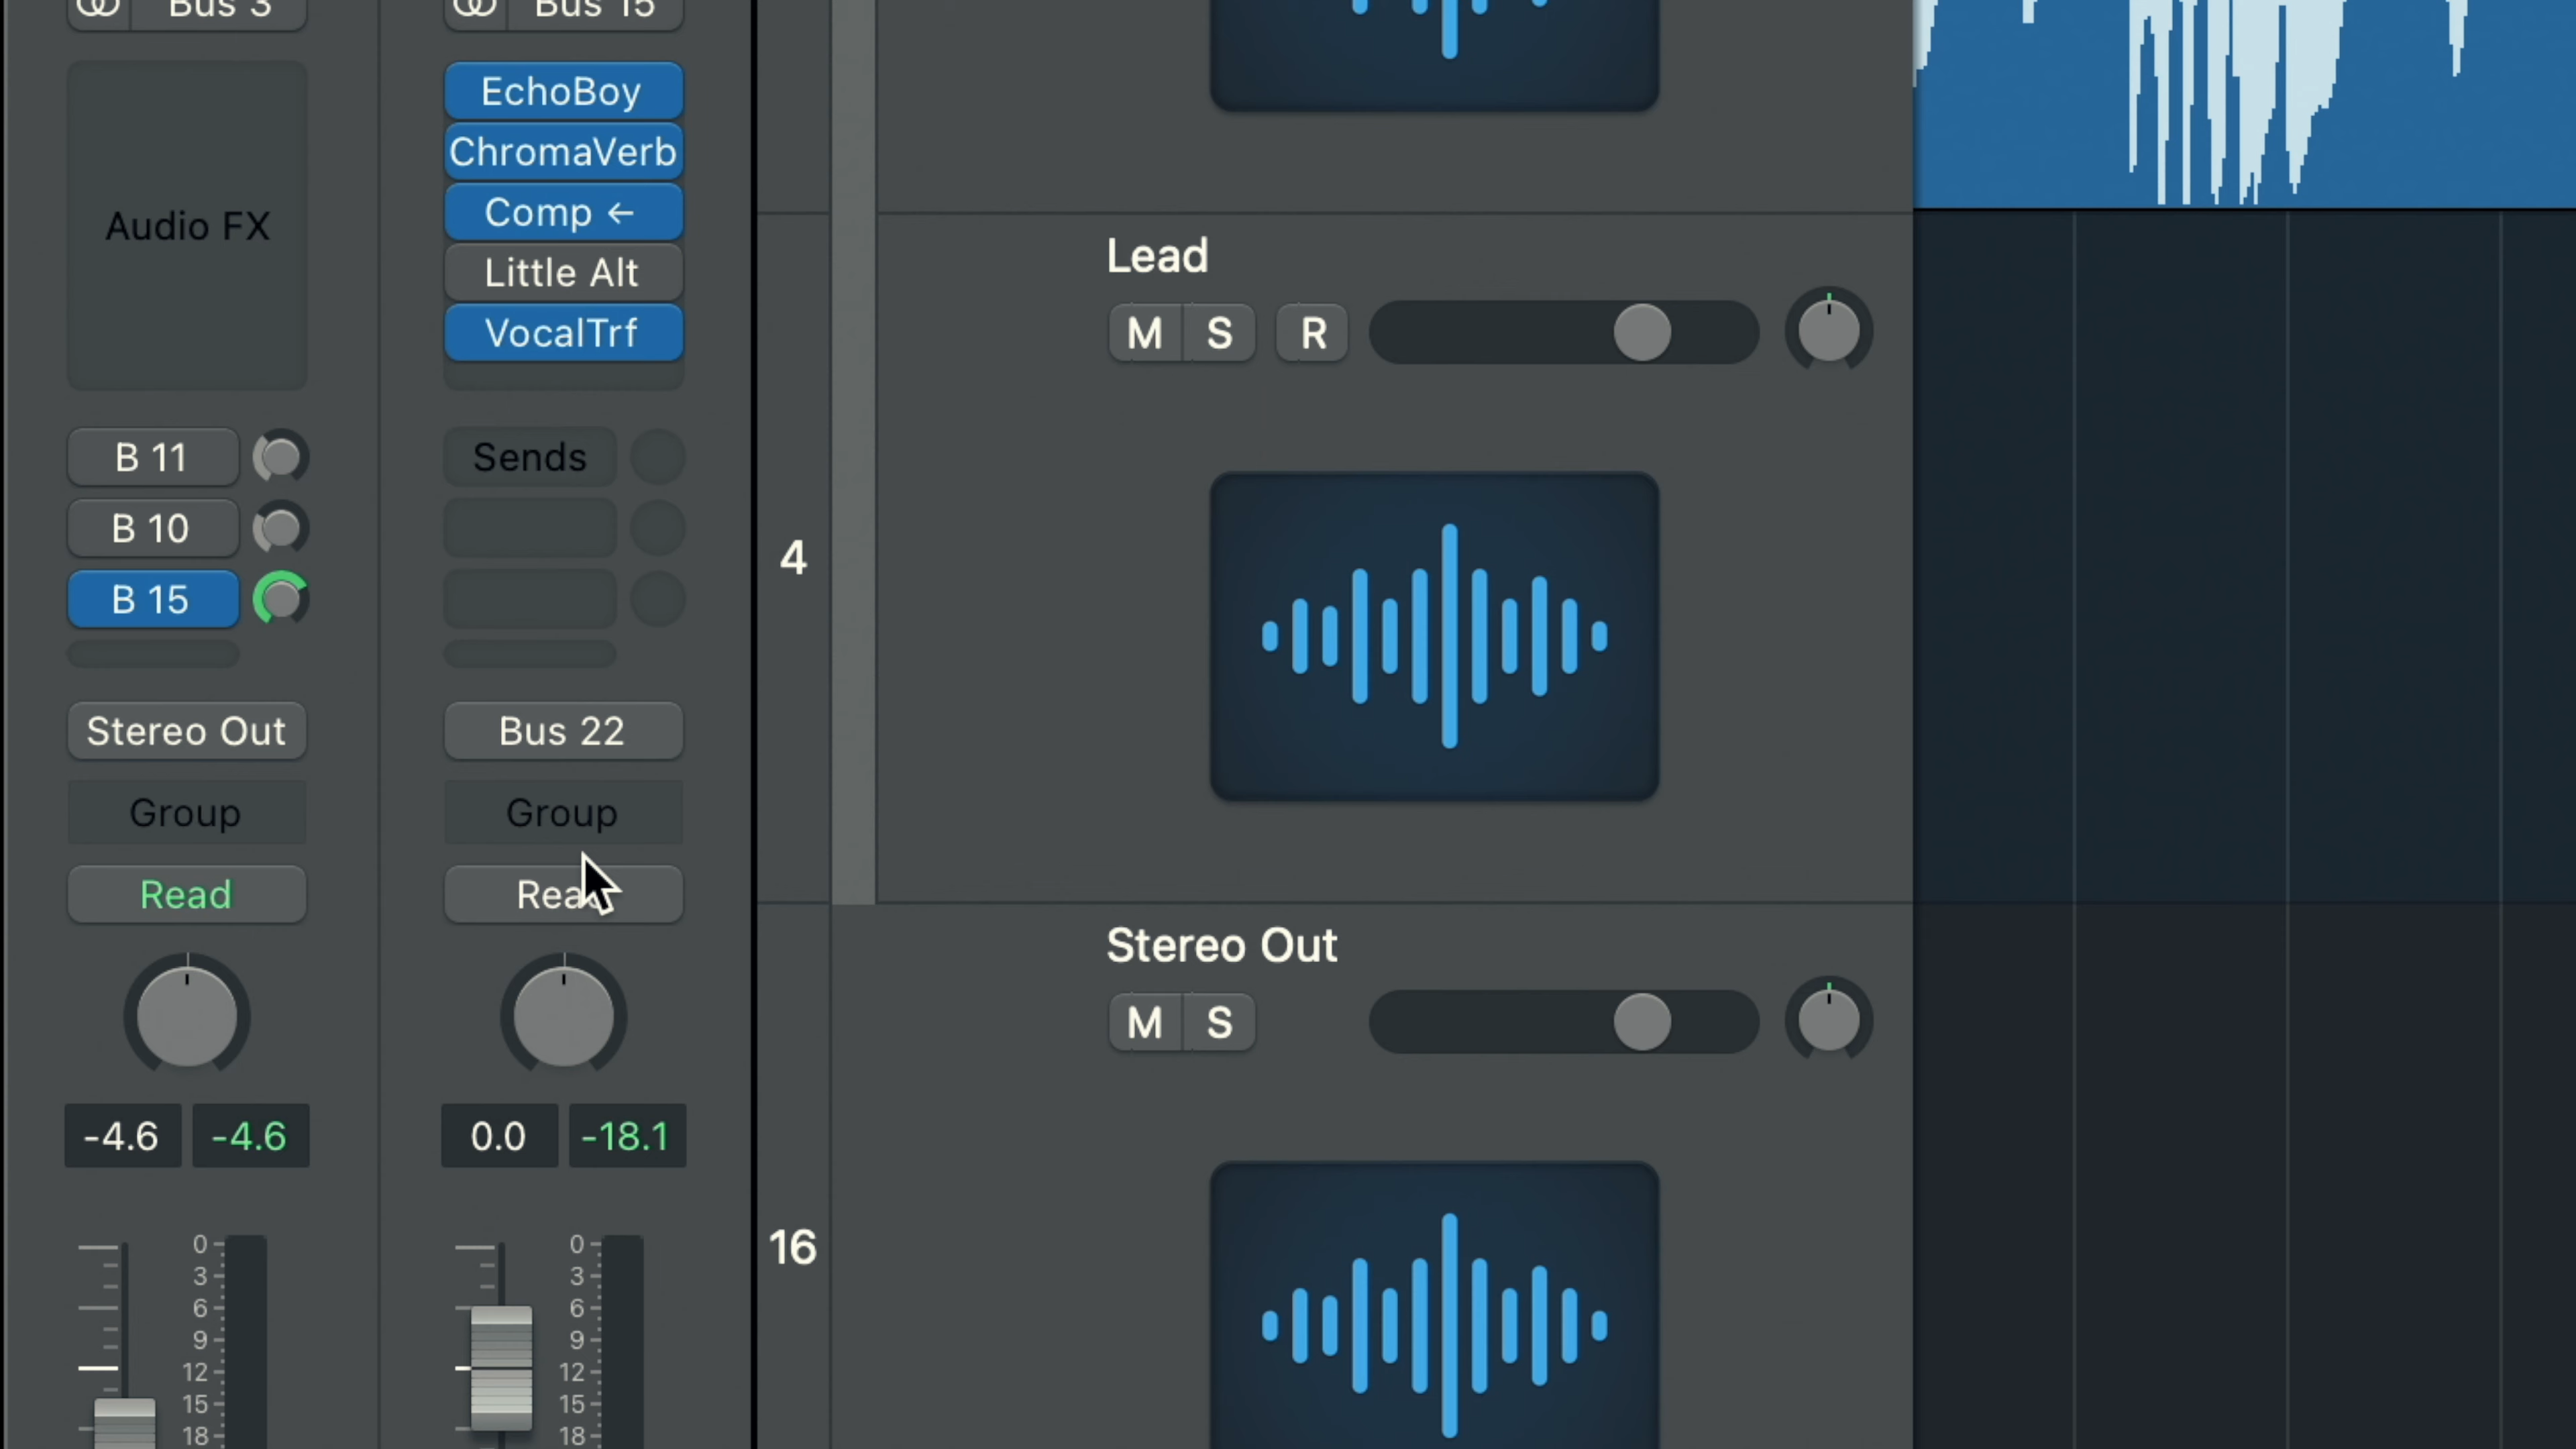 Bus 3
Audio FX
B 11
B 10
B 15
Stereo Out
Group
Read
-4.6 -4.6
0
3
6
9
12
15
18
Bus 15
EchoBoy
ChromaVerb
Comp ←
Little Alt
VocalTrf
Sends
Bus 22
Group
Read
0.0 -18.1
0
3
6
9
12
15
18
4
Lead
M S R
16
Stereo Out
M S